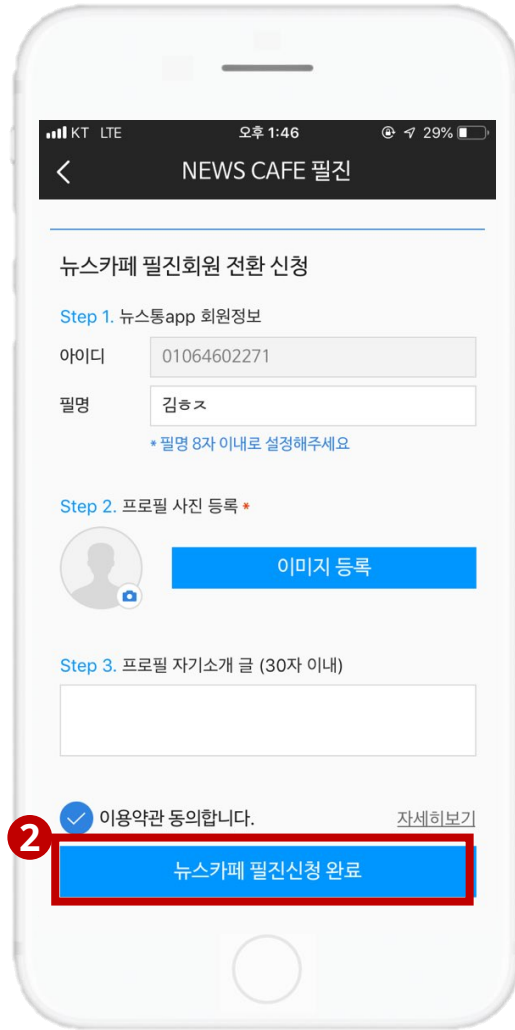 KT LTE 오후 1:46 29%
NEWS CAFE 필진
뉴스카페 필진회원 전환 신청
Step 1. 뉴스통app 회원정보
아이디 01064602271
필명 김ㅎㅈ
* 필명 8자 이내로 설정해주세요
Step 2. 프로필 사진 등록 *
이미지 등록
Step 3. 프로필 자기소개 글 (30자 이내)
이용약관 동의합니다. 자세히보기
2
뉴스카페 필진신청 완료